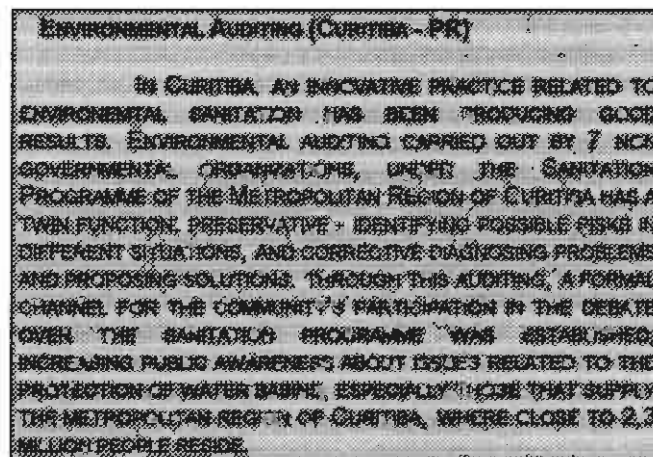 ENVIRONMENTAL AUDITING (CURITIBA - PR)
IN CURITIBA, AN INNOVATIVE PRACTICE RELATED TO
ENVIRONEMTAL SANITATION HAS BEEN PRODUCING GOOD
RESULTS. ENVIRONMENTAL AUDITING CARRIED OUT BY 7 NON
GOVERNMENTAL ORGANIZATIONS, UNDER THE SANITATION
PROGRAMME OF THE METROPOLITAN REGION OF CURITIBA HAS A
TWIN FUNCTION, PRESERVATIVE - IDENTIFYING POSSIBLE RISKS IN
DIFFERENT SITUATIONS, AND CORRECTIVE DIAGNOSING PROBLEMS
AND PROPOSING SOLUTIONS. THROUGH THIS AUDITING, A FORMAL
CHANNEL FOR THE COMMUNITY'S PARTICIPATION IN THE DEBATE
OVER THE SANITATION PROGRAMME WAS ESTABLISHED,
INCREASING PUBLIC AWARENESS ABOUT ISSUES RELATED TO THE
PROTECTION OF WATER BASINS, ESPECIALLY THOSE THAT SUPPLY
THE METROPOLITAN REGION OF CURITIBA, WHERE CLOSE TO 2,3
MILLION PEOPLE RESIDE.